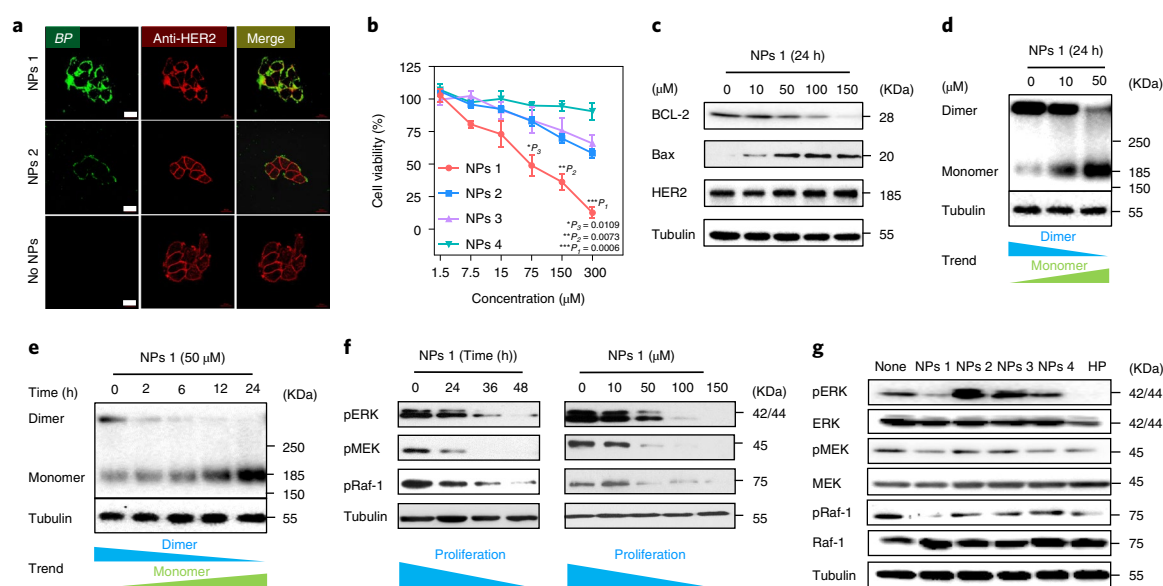 a
BP Anti-HER2 Merge
NPs 1
NPs 2
No NPs
b
Cell viability (%)
125
100
75
50
25
0
*P3
**P2
***P1
NPs 1
NPs 2
NPs 3
NPs 4
*P3 = 0.0109
**P2 = 0.0073
***P1 = 0.0006
1.5 7.5 15 75 150 300
Concentration (μM)
c
NPs 1 (24 h)
(μM) 0 10 50 100 150 (KDa)
BCL-2 28
Bax 20
HER2 185
Tubulin 55
d
NPs 1 (24 h)
(μM) 0 10 50 (KDa)
Dimer
250
Monomer 185
150
Tubulin 55
Dimer
Trend
Monomer
e
NPs 1 (50 μM)
Time (h) 0 2 6 12 24 (KDa)
Dimer
250
Monomer 185
150
Tubulin 55
Dimer
Trend
Monomer
f
NPs 1 (Time (h)) NPs 1 (μM)
0 24 36 48 0 10 50 100 150 (KDa)
pERK 42/44
pMEK 45
pRaf-1 75
Tubulin 55
Proliferation Proliferation
g
None NPs 1 NPs 2 NPs 3 NPs 4 HP (KDa)
pERK 42/44
ERK 42/44
pMEK 45
MEK 45
pRaf-1 75
Raf-1 75
Tubulin 55